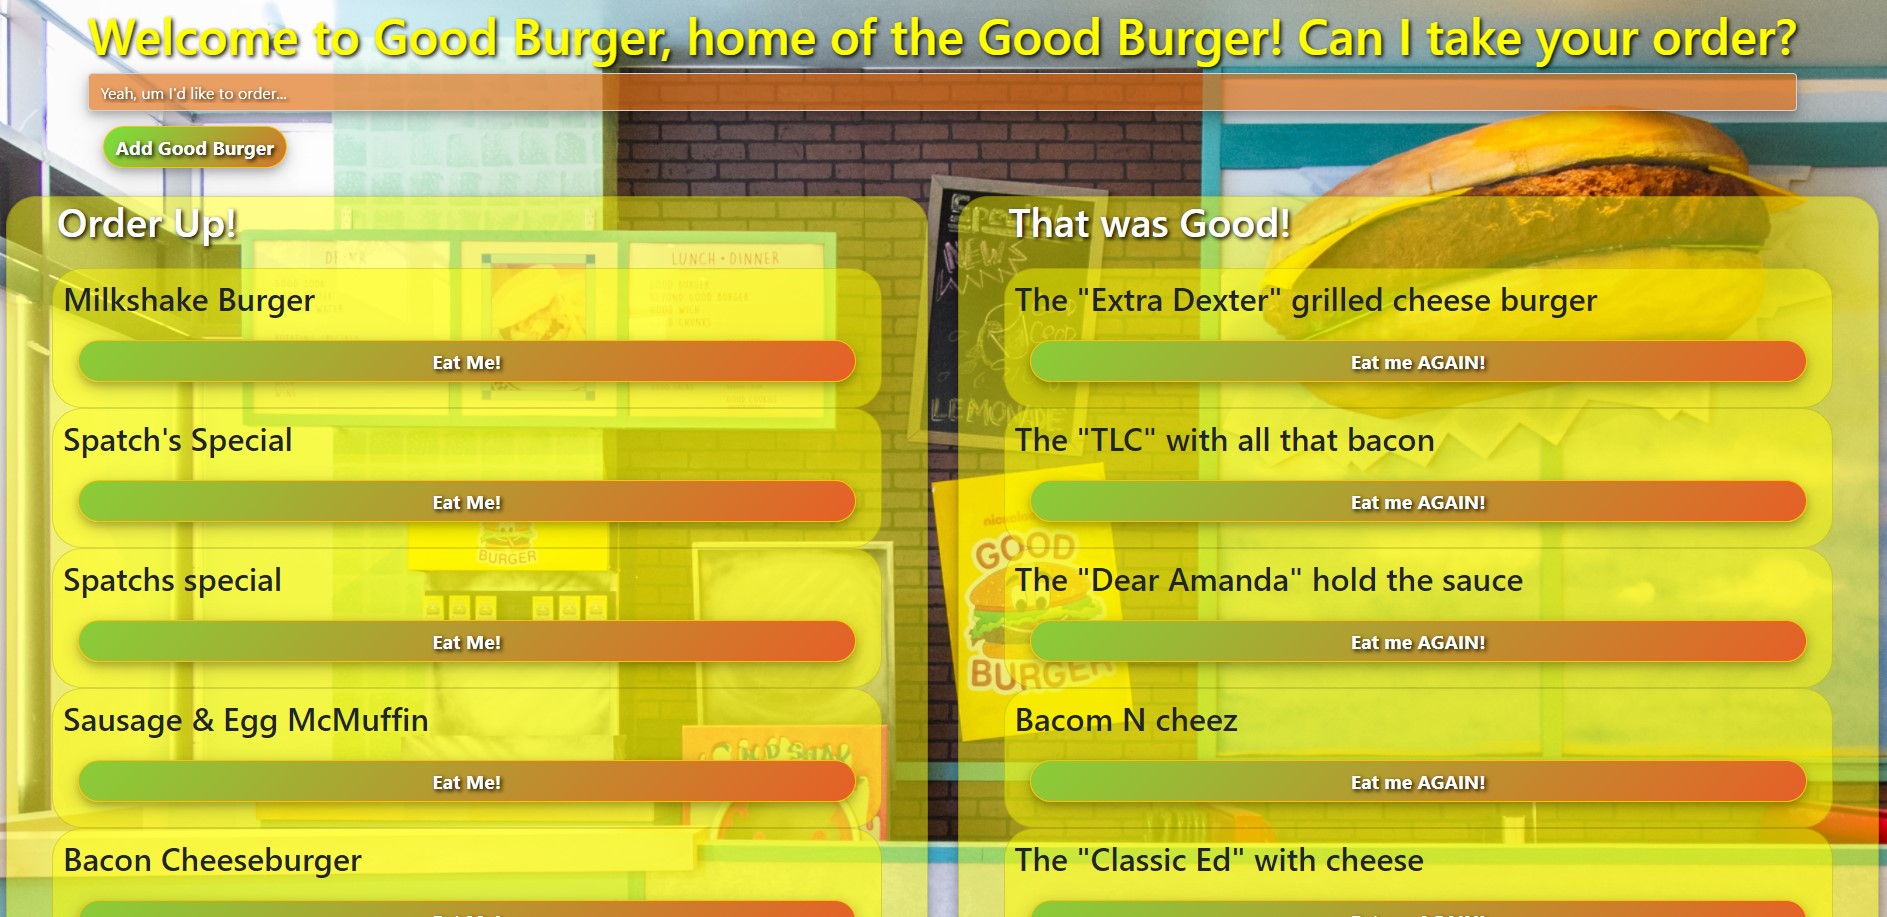 Welcome to Good Burger, home of the Good Burger! Can I take your order?
Yeah, um I'd like to order...
Add Good Burger
Order Up!
Milkshake Burger
Eat Me!
Spatch's Special
Eat Me!
Spatchs special
Eat Me!
Sausage & Egg McMuffin
Eat Me!
Bacon Cheeseburger
That was Good!
The "Extra Dexter" grilled cheese burger
Eat me AGAIN!
The "TLC" with all that bacon
Eat me AGAIN!
The "Dear Amanda" hold the sauce
Eat me AGAIN!
Bacom N cheez
Eat me AGAIN!
The "Classic Ed" with cheese
LUNCH • DINNER
BURGER
Special
NEWS
LEMONADE
GOOD
BURGER